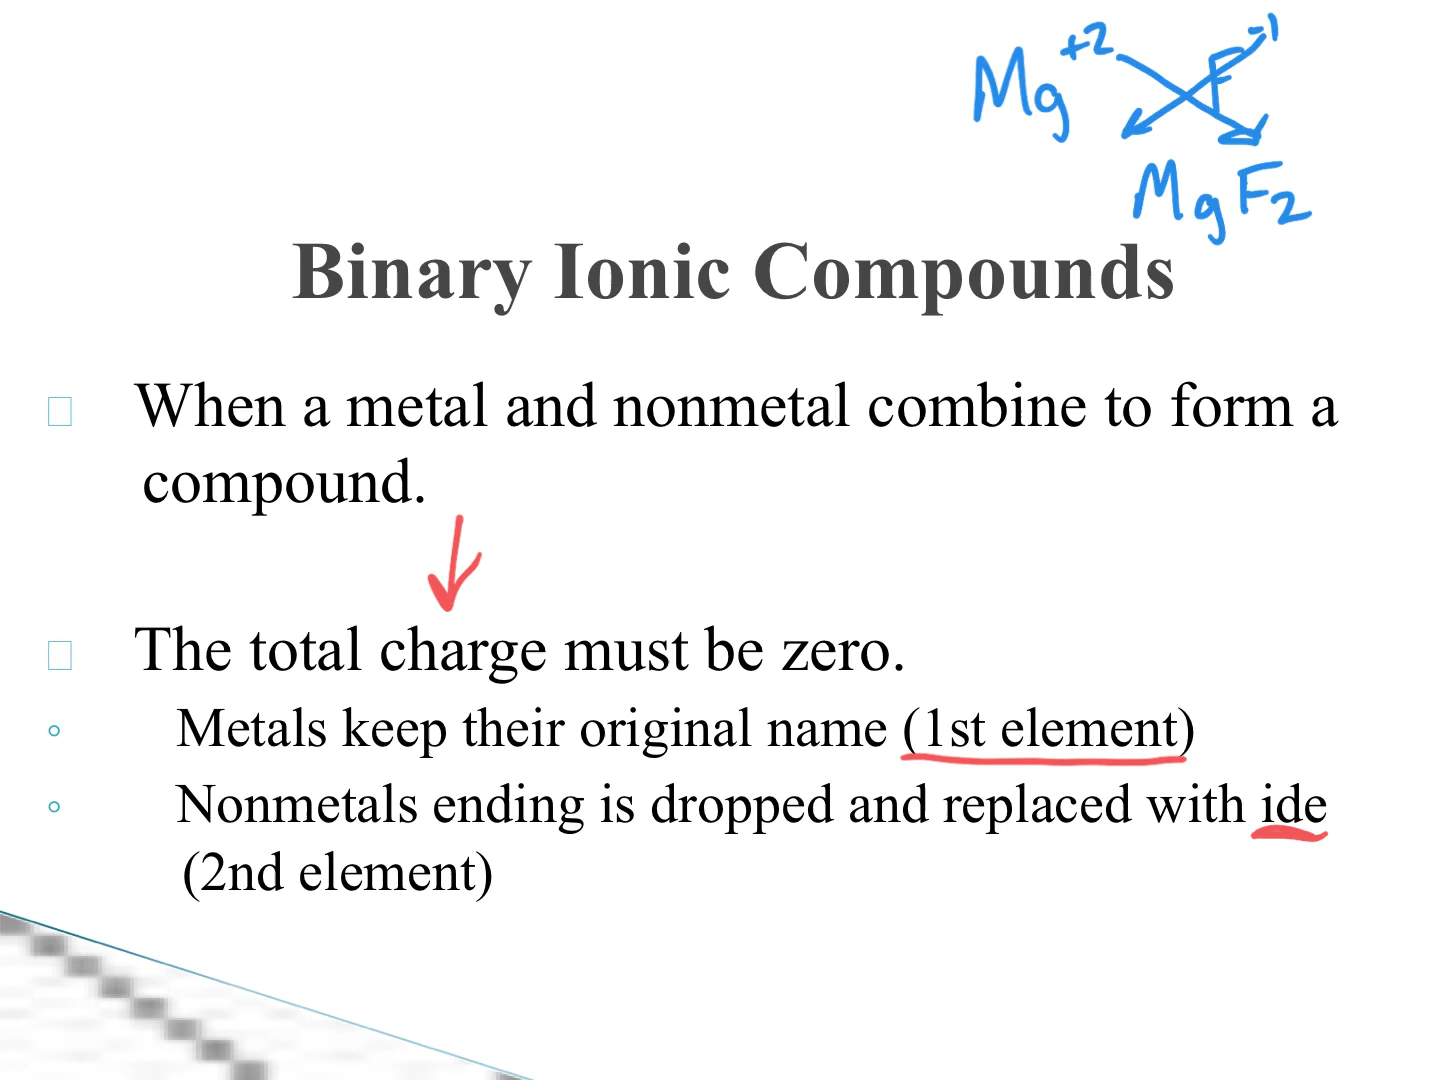 Mg+2 F-1
MgF2
Binary Ionic Compounds
When a metal and nonmetal combine to form a
compound.
The total charge must be zero.
Metals keep their original name (1st element)
Nonmetals ending is dropped and replaced with ide
(2nd element)